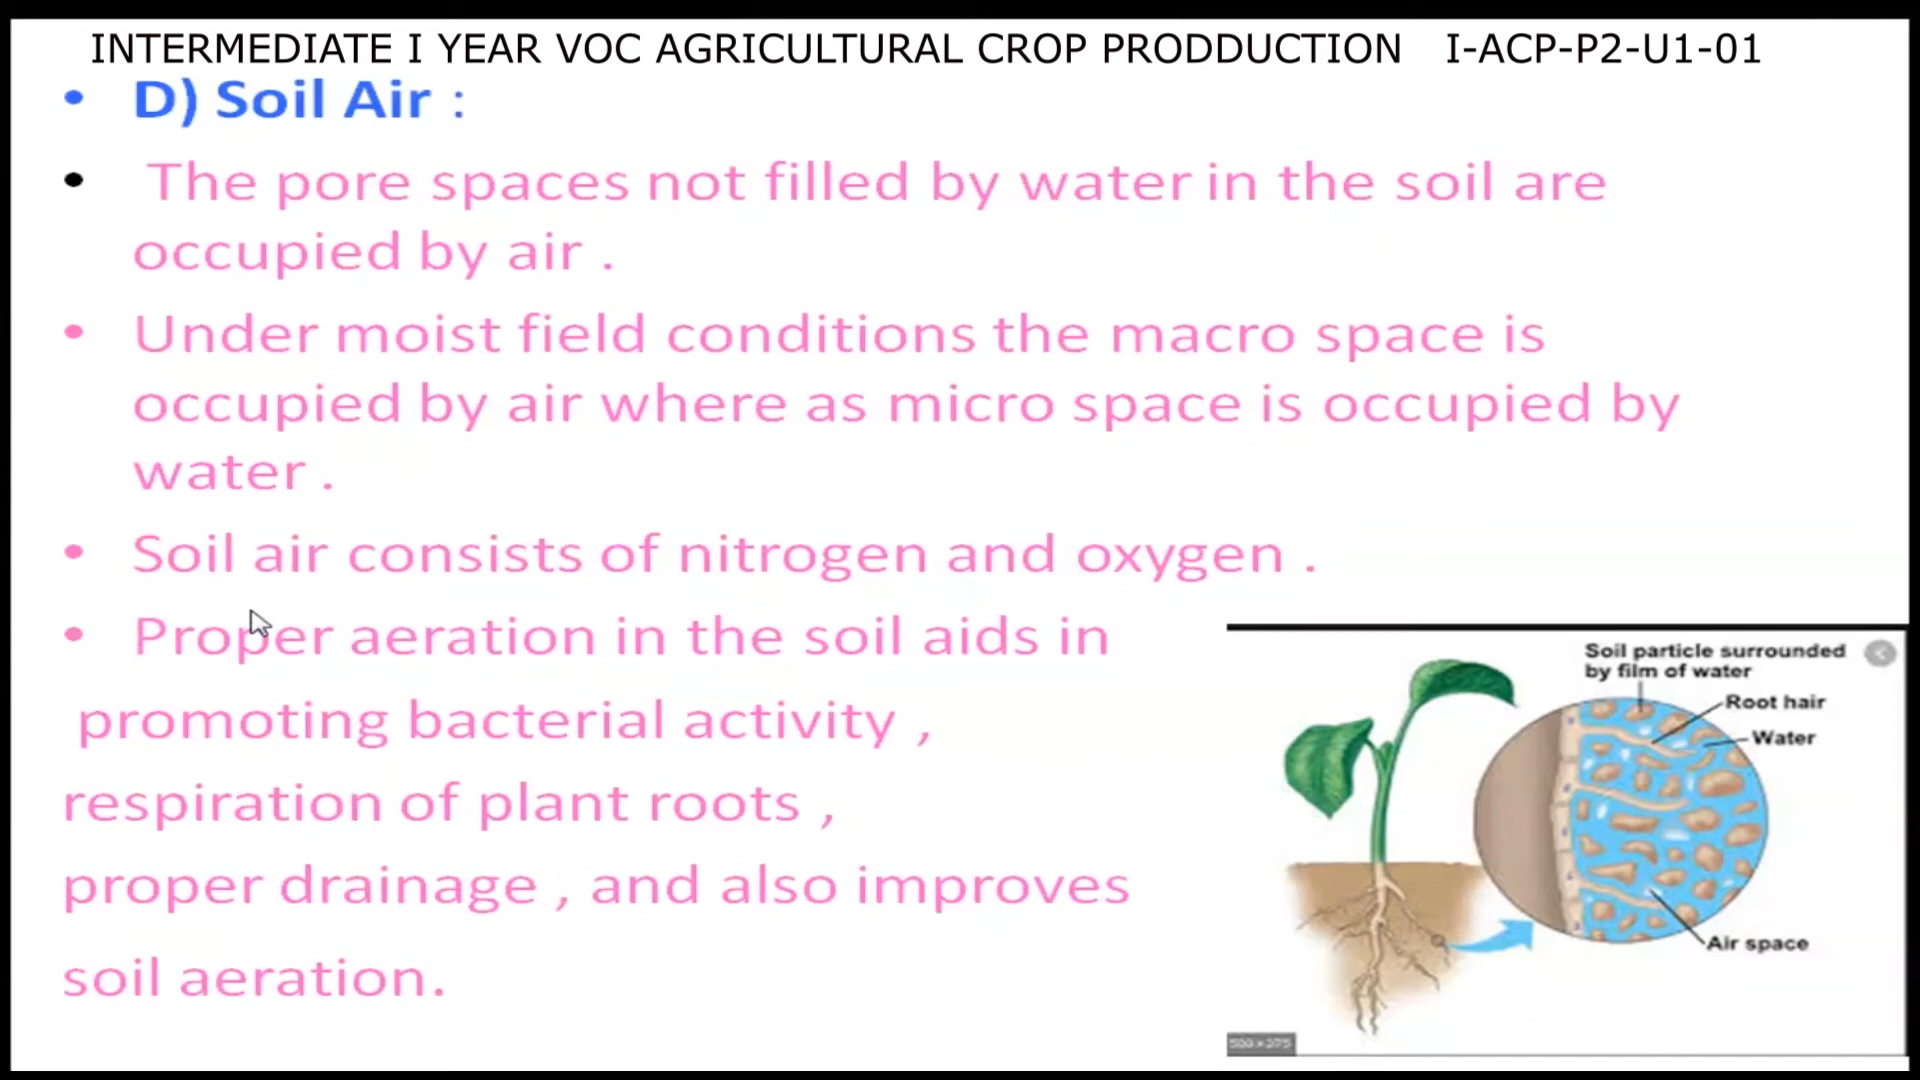 INTERMEDIATE I YEAR VOC AGRICULTURAL CROP PRODDUCTION I-ACP-P2-U1-01
• D) Soil Air :
• The pore spaces not filled by water in the soil are
occupied by air .
• Under moist field conditions the macro space is
occupied by air where as micro space is occupied by
water .
• Soil air consists of nitrogen and oxygen .
• Proper aeration in the soil aids in
promoting bacterial activity ,
respiration of plant roots ,
proper drainage , and also improves
soil aeration.
Soil particle surrounded
by film of water
Root hair
Water
Air space
500 × 375